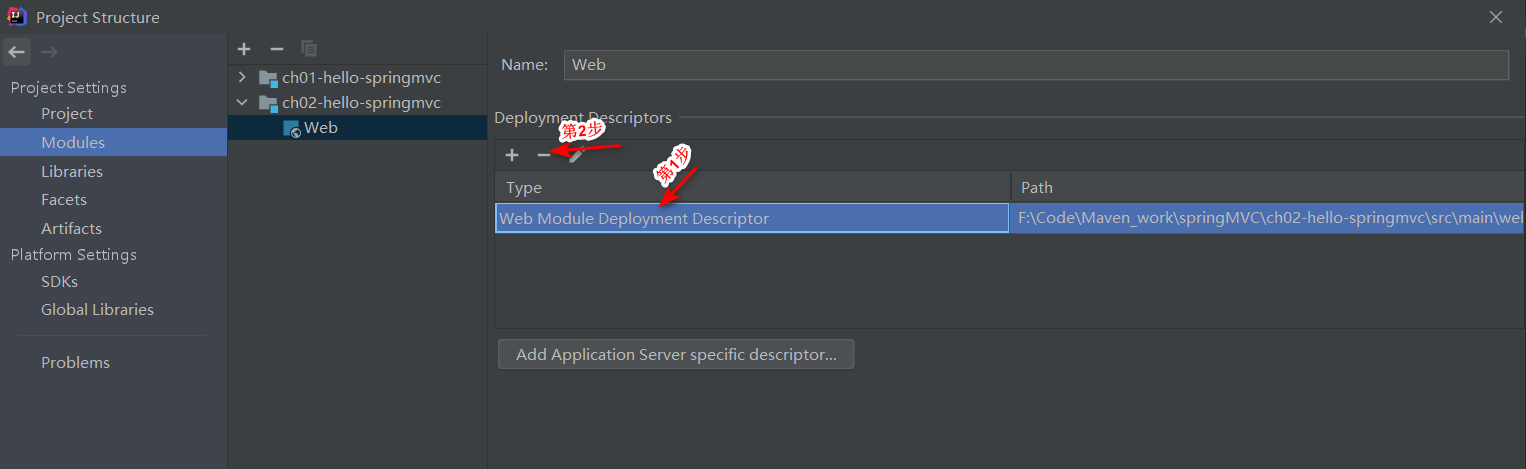 Project Structure
Project Settings
Project
Modules
Libraries
Facets
Artifacts
Platform Settings
SDKs
Global Libraries
Problems
ch01-hello-springmvc
ch02-hello-springmvc
Web
Name: Web
Deployment Descriptors
第2步
第1步
Type Path
Web Module Deployment Descriptor F:\Code\Maven_work\springMVC\ch02-hello-springmvc\src\main\wel
Add Application Server specific descriptor...